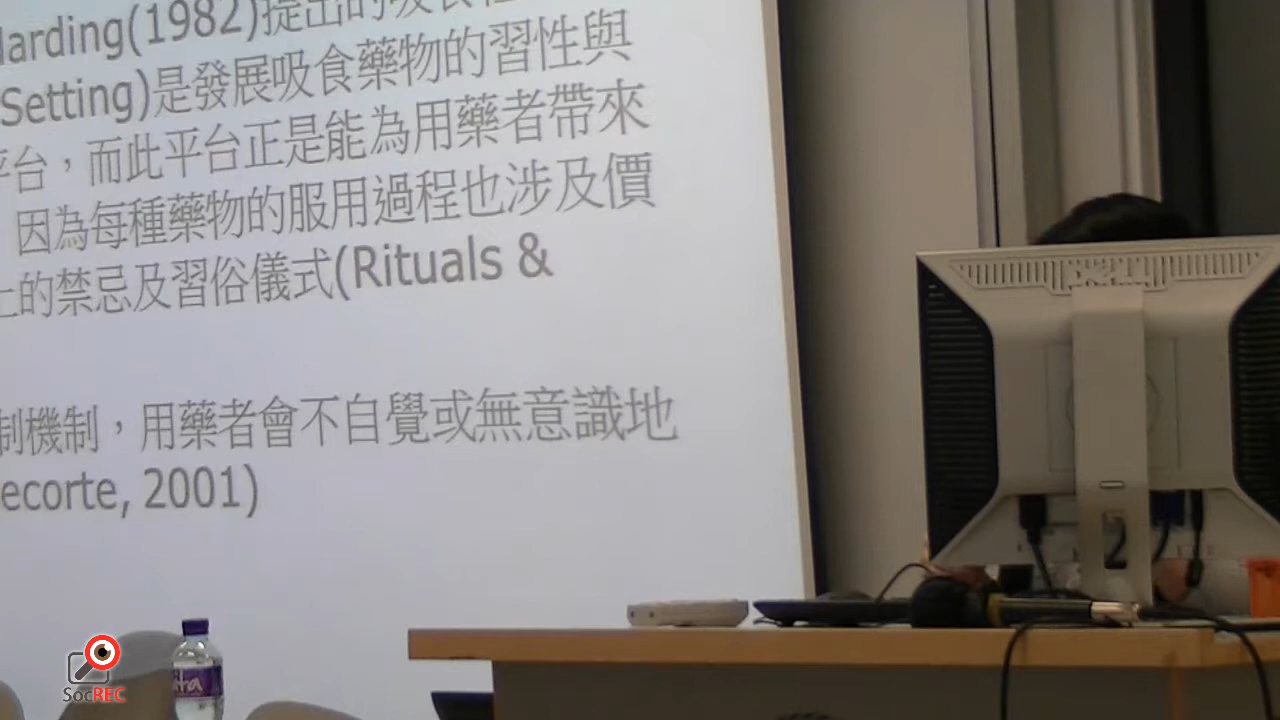 Harding(1982)提出的吸食
Setting)是發展吸食藥物的習性與
平台，而此平台正是能為用藥者帶來
因為每種藥物的服用過程也涉及價
上的禁忌及習俗儀式(Rituals &
制機制，用藥者會不自覺或無意識地
ecorte, 2001)
SocREC
ita